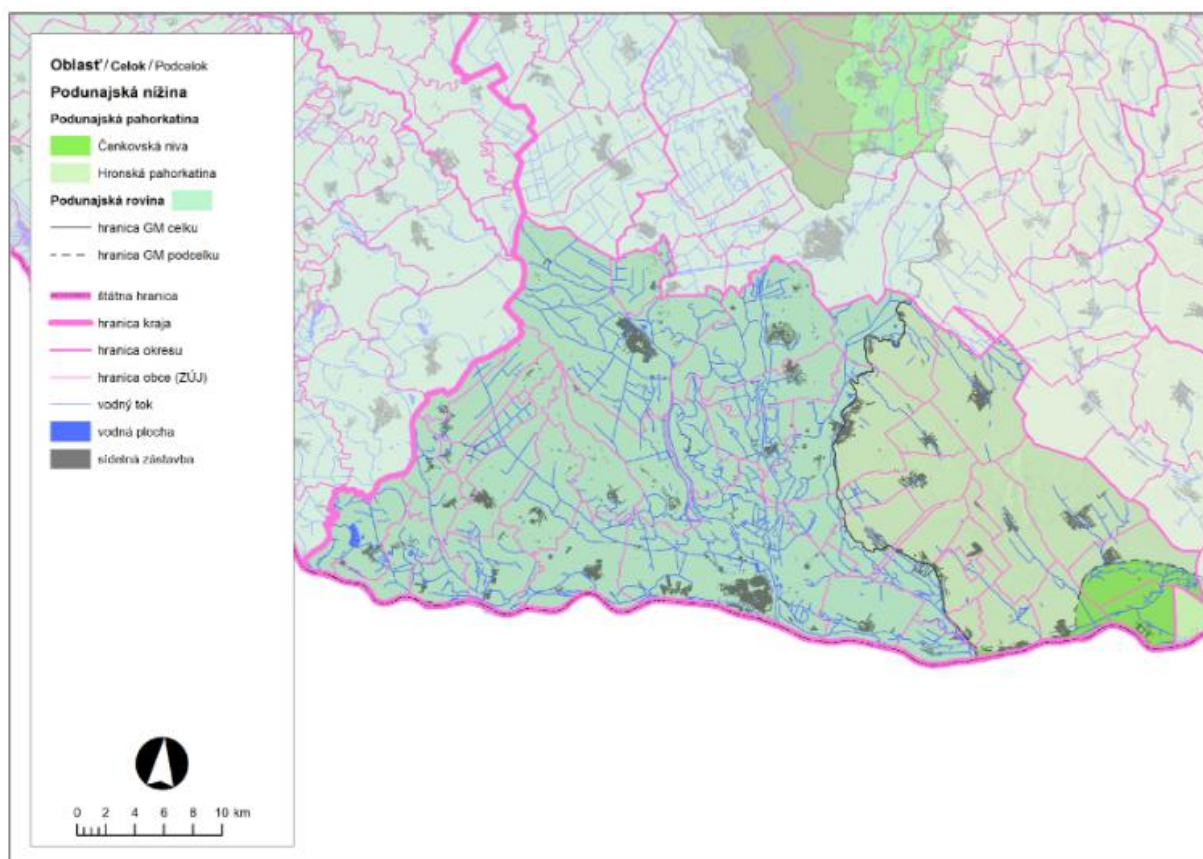 Oblasť / Celok / Podcelok
Podunajská nížina
Podunajská pahorkatina
Čenkovská niva
Hronská pahorkatina
Podunajská rovina
hranica GM celku
hranica GM podcelku
štátna hranica
hranica kraja
hranica okresu
hranica obce (ZÚJ)
vodný tok
vodná plocha
sídelná zástavba
0 2 4 6 8 10 km